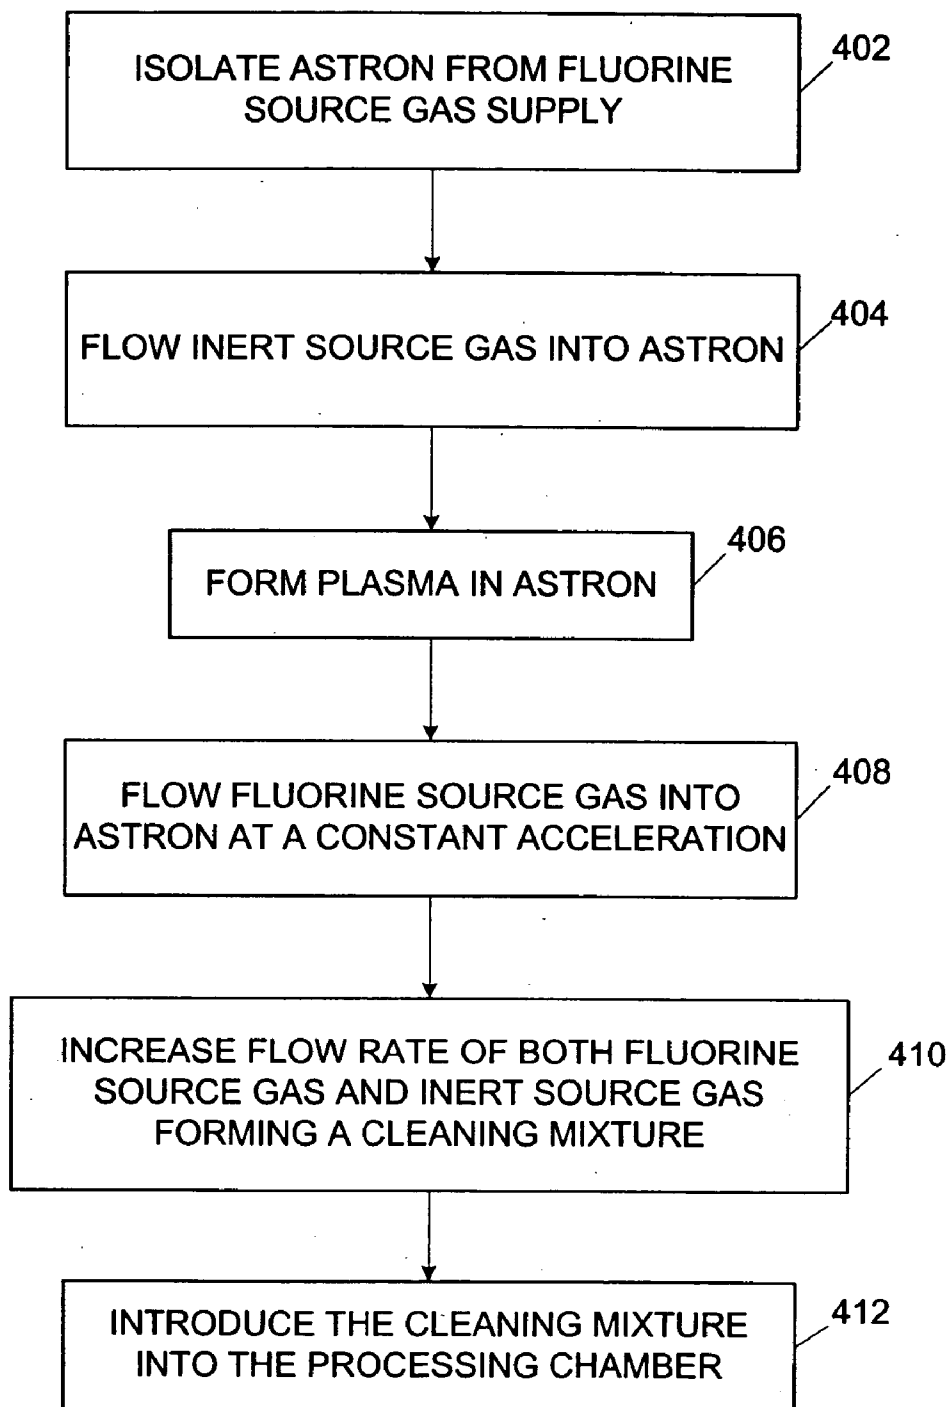 ISOLATE ASTRON FROM FLUORINE
SOURCE GAS SUPPLY
402
FLOW INERT SOURCE GAS INTO ASTRON
404
FORM PLASMA IN ASTRON
406
FLOW FLUORINE SOURCE GAS INTO
ASTRON AT A CONSTANT ACCELERATION
408
INCREASE FLOW RATE OF BOTH FLUORINE
SOURCE GAS AND INERT SOURCE GAS
FORMING A CLEANING MIXTURE
410
INTRODUCE THE CLEANING MIXTURE
INTO THE PROCESSING CHAMBER
412